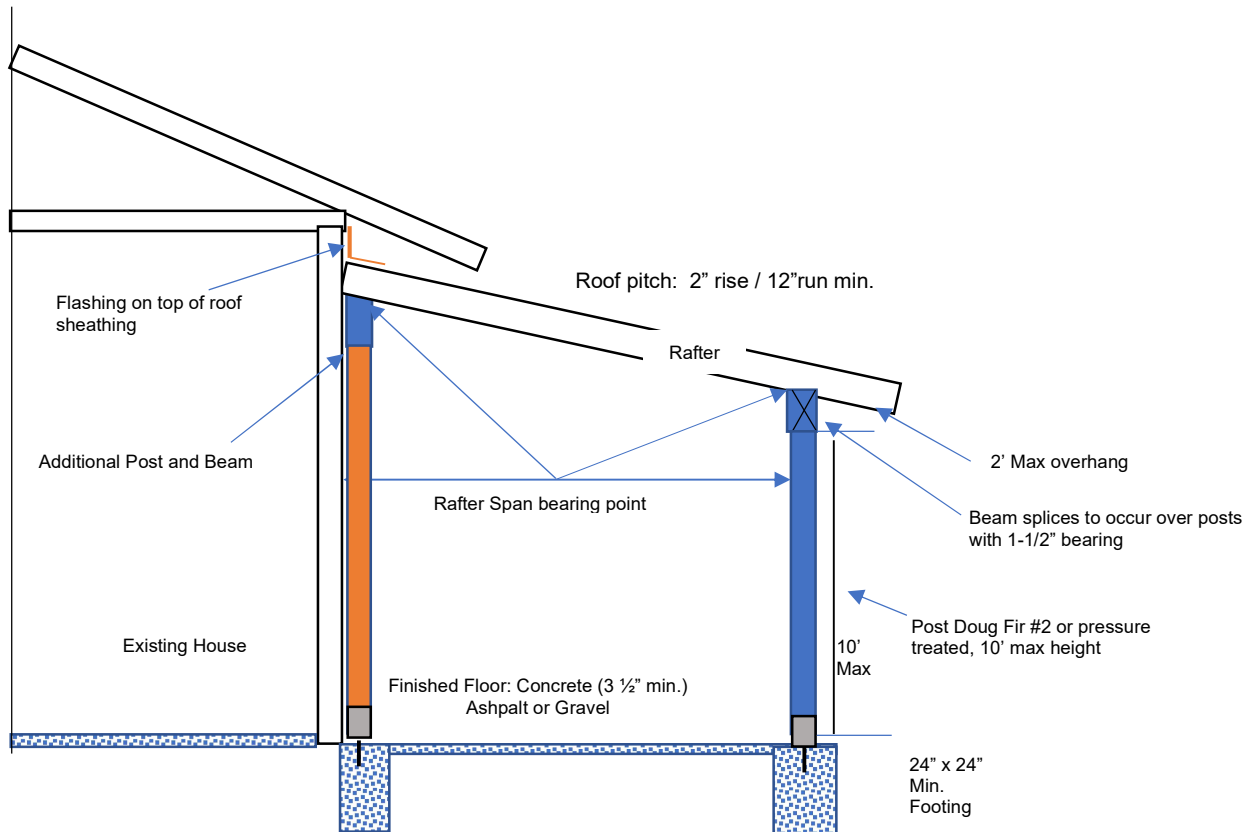 Roof pitch:  2” rise / 12”run min.
Flashing on top of roof
sheathing
Rafter
Additional Post and Beam
2’ Max overhang
Rafter Span bearing point
Beam splices to occur over posts
with 1-1/2” bearing
Existing House
Post Doug Fir #2 or pressure
treated, 10’ max height
10’
Max
Finished Floor: Concrete (3 ½” min.)
Ashpalt or Gravel
24” x 24”
Min.
Footing